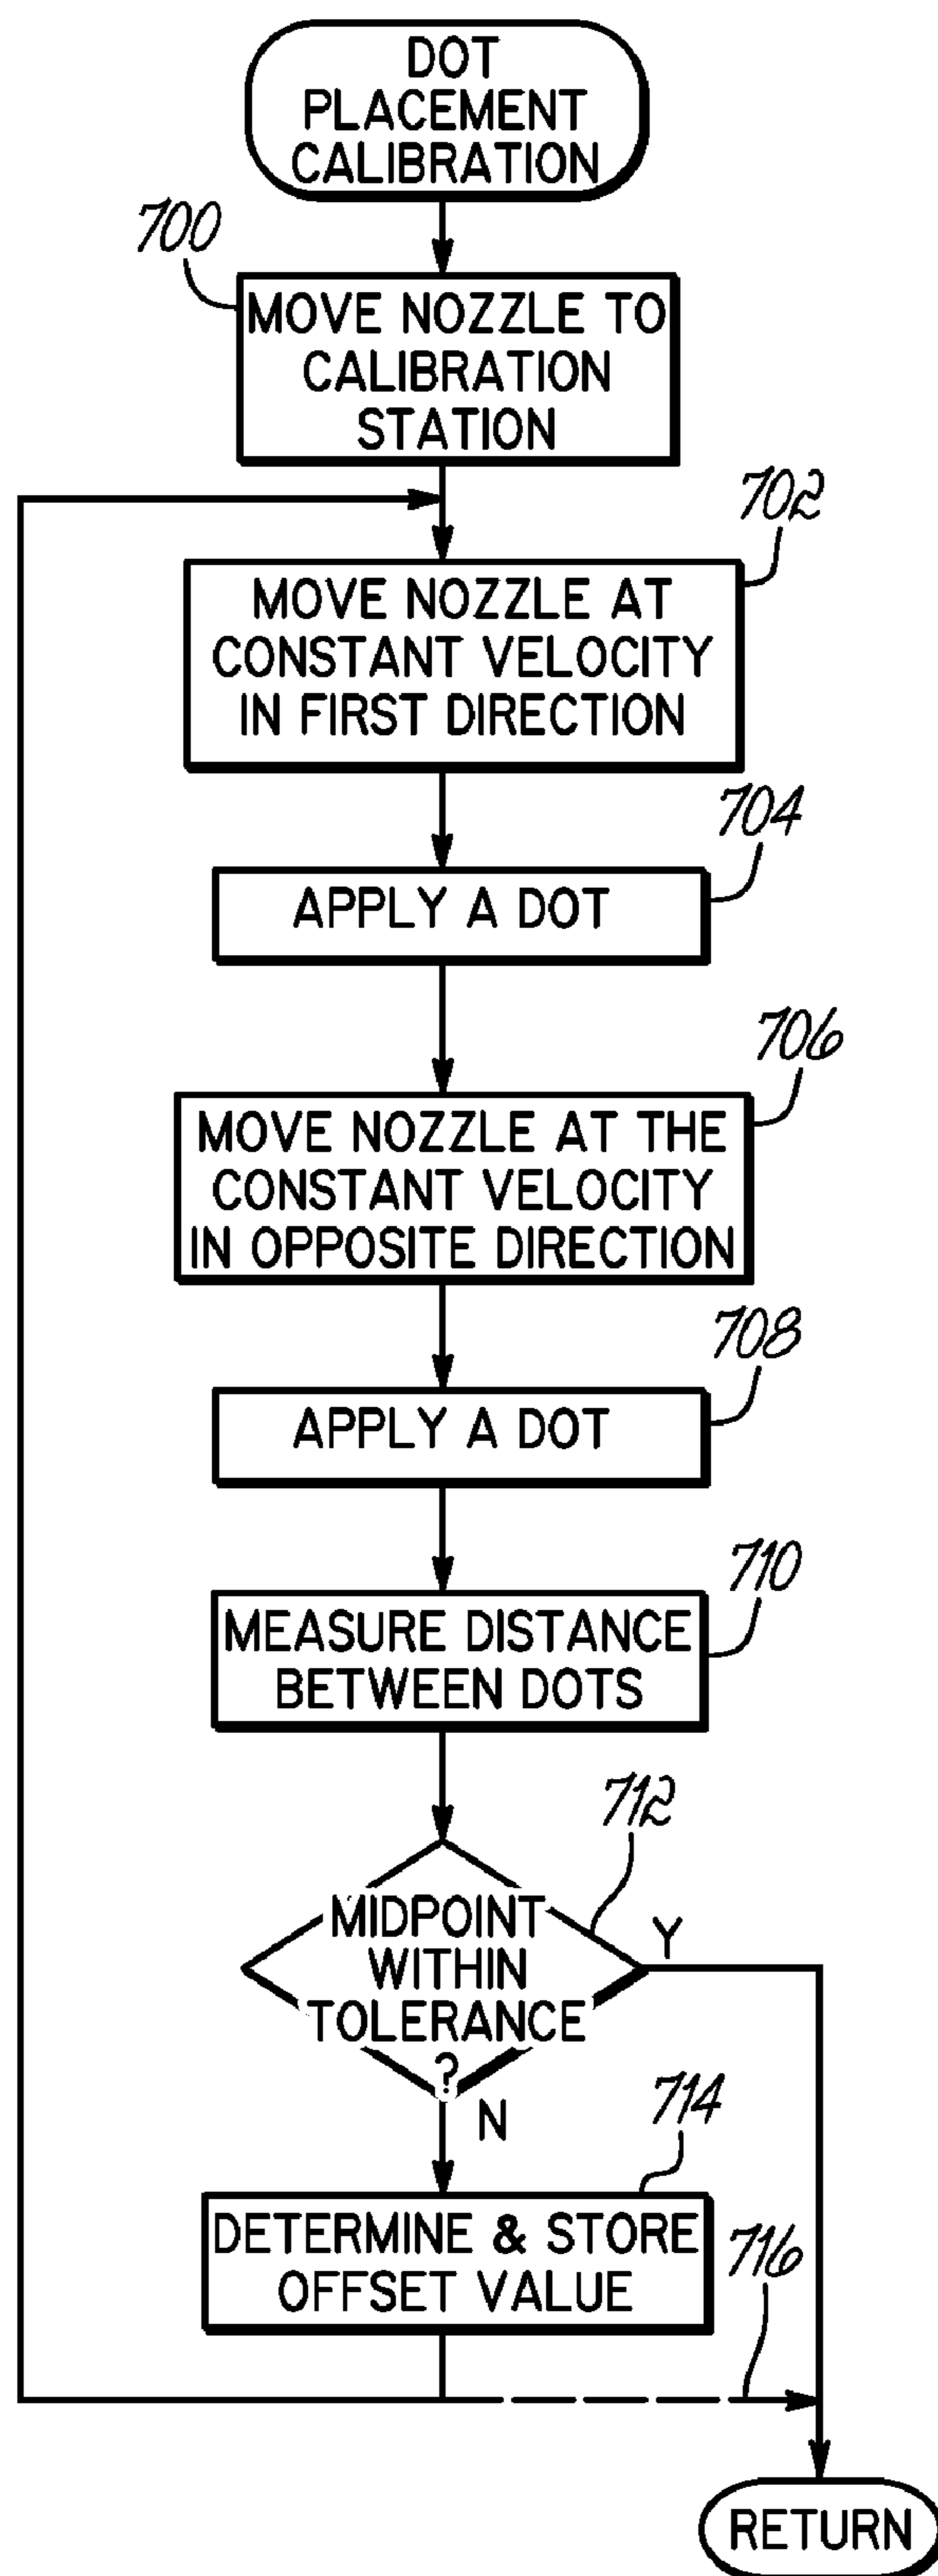 DOT
PLACEMENT
CALIBRATION
700
MOVE NOZZLE TO
CALIBRATION
STATION
702
MOVE NOZZLE AT
CONSTANT VELOCITY
IN FIRST DIRECTION
704
APPLY A DOT
706
MOVE NOZZLE AT THE
CONSTANT VELOCITY
IN OPPOSITE DIRECTION
708
APPLY A DOT
710
MEASURE DISTANCE
BETWEEN DOTS
712
MIDPOINT
WITHIN
TOLERANCE
?
Y
N
714
DETERMINE & STORE
OFFSET VALUE
716
RETURN